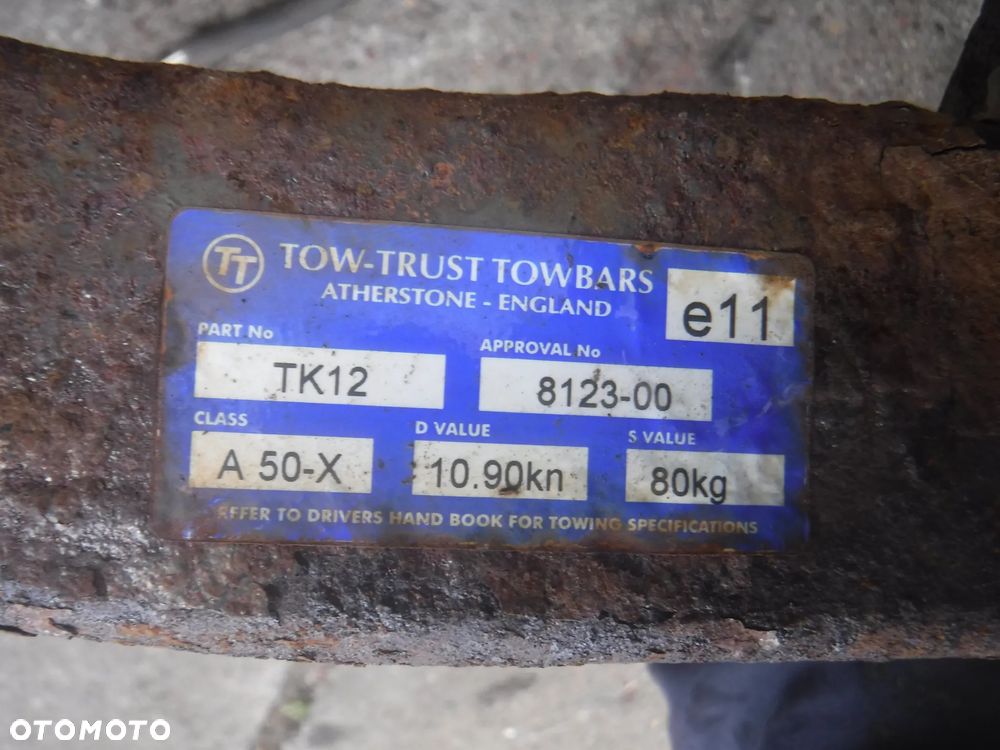 TT TOW-TRUST TOWBARS
ATHERSTONE - ENGLAND
e11
PART No
TK12
APPROVAL No
8123-00
CLASS
A 50-X
D VALUE
10.90kn
S VALUE
80kg
EFER TO DRIVERS HAND BOOK FOR TOWING SPECIFICATIONS
OTOMOTO